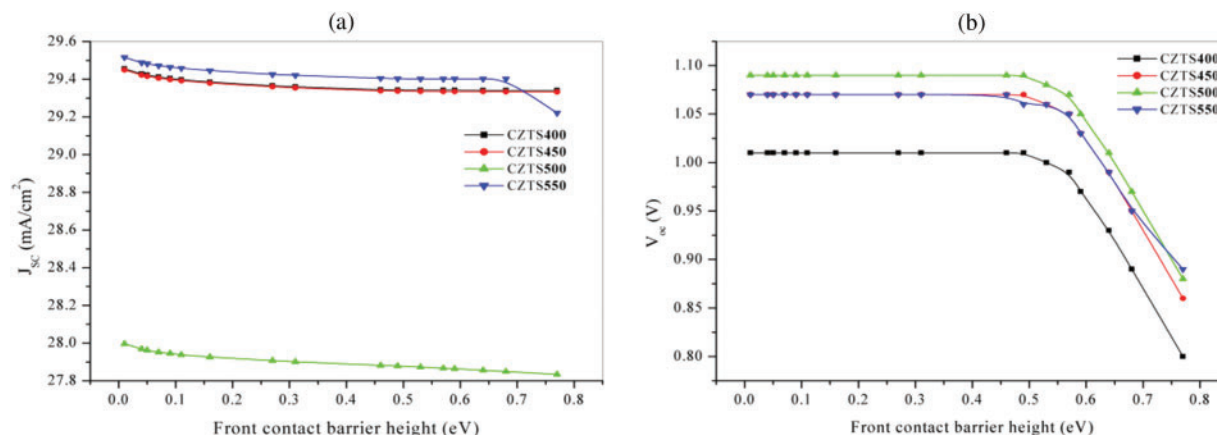 (a)
29.6
29.4
29.2
29.0
28.8
28.6
28.4
28.2
28.0
27.8
J_SC (mA/cm²)
CZTS400
CZTS450
CZTS500
CZTS550
0.0 0.1 0.2 0.3 0.4 0.5 0.6 0.7 0.8
Front contact barrier height (eV)
(b)
1.10
1.05
1.00
0.95
0.90
0.85
0.80
V_oc (V)
CZTS400
CZTS450
CZTS500
CZTS550
0.0 0.1 0.2 0.3 0.4 0.5 0.6 0.7 0.8
Front contact barrier height (eV)